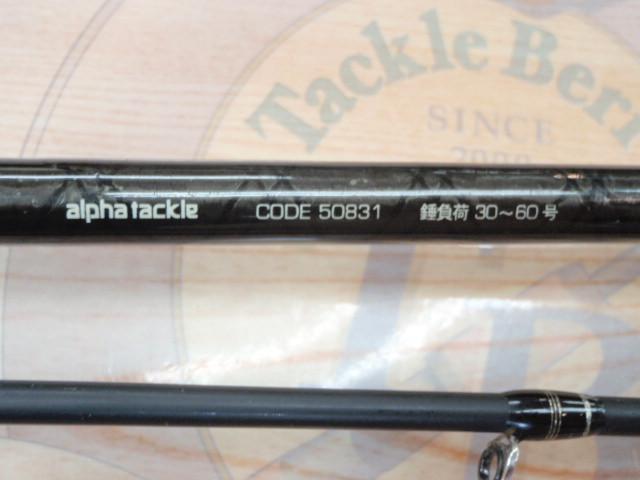 Tackle Berr
SINCE
alpha tackle CODE 50831 錘負荷 30～60 号